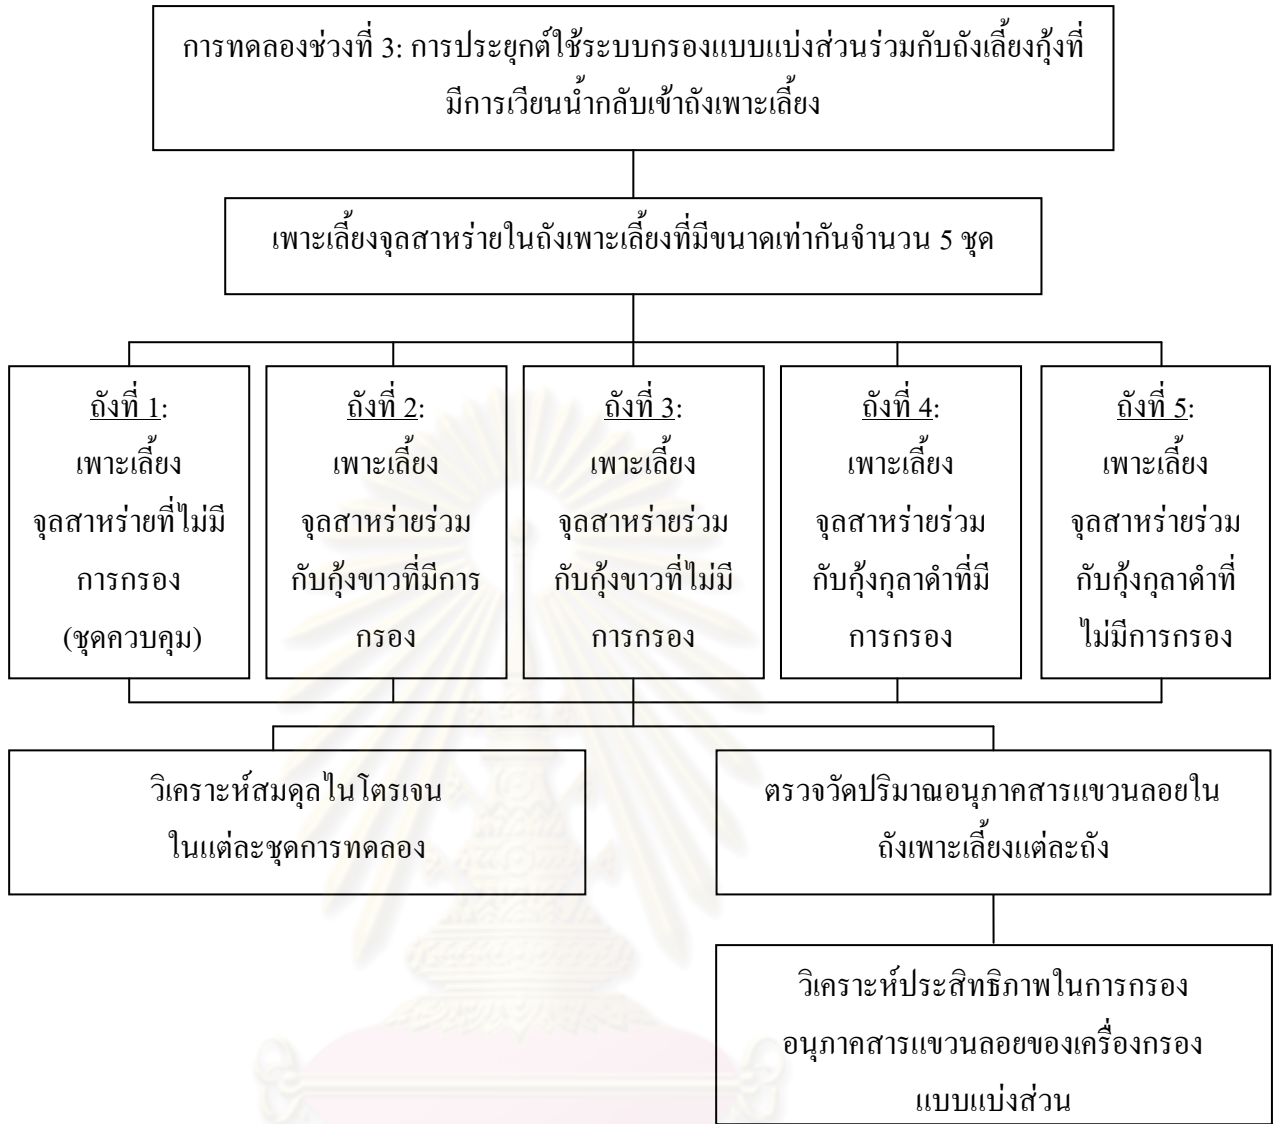 การทดลองช่วงที่ 3: การประยุกต์ใช้ระบบกรองแบบแบ่งส่วนร่วมกับถังเลี้ยงกุ้งที่
มีการเวียนน้ำกลับเข้าถังเพาะเลี้ยง
เพาะเลี้ยงจุลสาหร่ายในถังเพาะเลี้ยงที่มีขนาดเท่ากันจำนวน 5 ชุด
ถังที่ 1:
เพาะเลี้ยง
จุลสาหร่ายที่ไม่มี
การกรอง
(ชุดควบคุม)
ถังที่ 2:
เพาะเลี้ยง
จุลสาหร่ายร่วม
กับกุ้งขาวที่มีการ
กรอง
ถังที่ 3:
เพาะเลี้ยง
จุลสาหร่ายร่วม
กับกุ้งขาวที่ไม่มี
การกรอง
ถังที่ 4:
เพาะเลี้ยง
จุลสาหร่ายร่วม
กับกุ้งกุลาดำที่มี
การกรอง
ถังที่ 5:
เพาะเลี้ยง
จุลสาหร่ายร่วม
กับกุ้งกุลาดำที่
ไม่มีการกรอง
วิเคราะห์สมดุลไนโตรเจน
ในแต่ละชุดการทดลอง
ตรวจวัดปริมาณอนุภาคสารแขวนลอยใน
ถังเพาะเลี้ยงแต่ละถัง
วิเคราะห์ประสิทธิภาพในการกรอง
อนุภาคสารแขวนลอยของเครื่องกรอง
แบบแบ่งส่วน